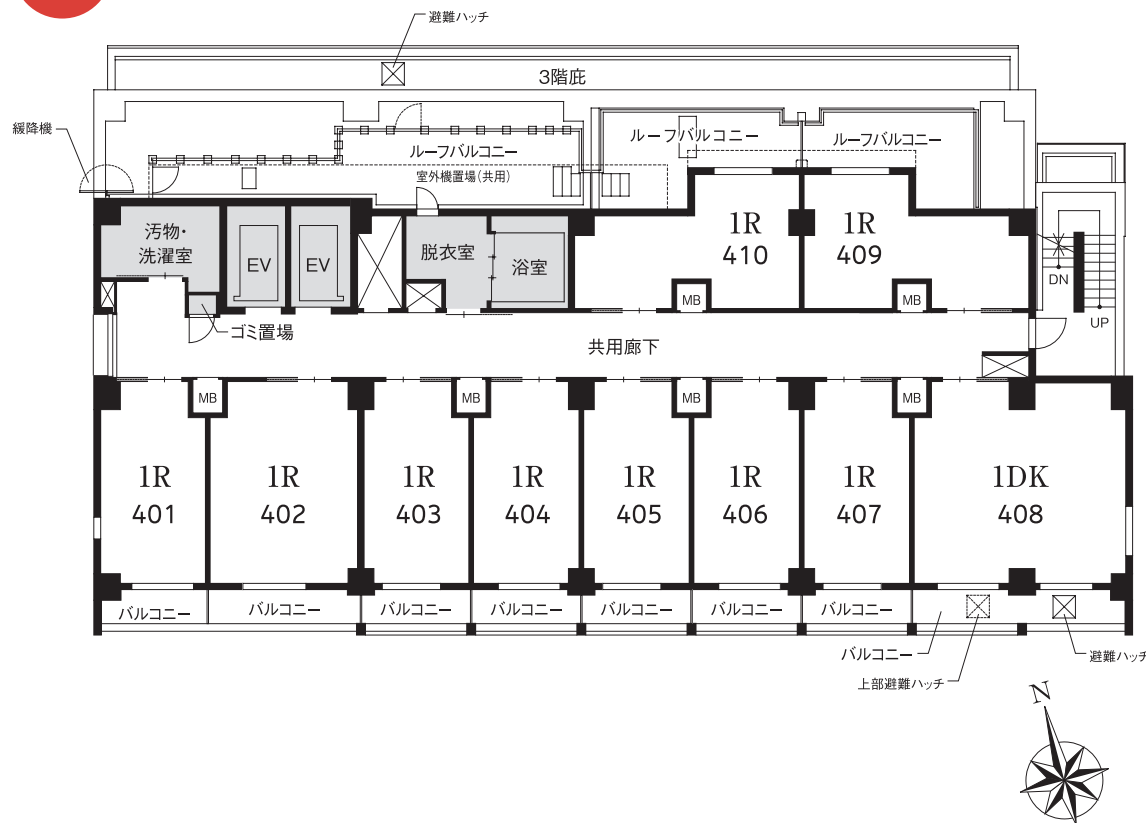 避難ハッチ
3階庇
緩降機
ルーフバルコニー
ルーフバルコニー
ルーフバルコニー
室外機置場(共用)
汚物・
洗濯室
EV
EV
脱衣室
浴室
1R
410
1R
409
DN
UP
MB
MB
ゴミ置場
共用廊下
MB
MB
MB
MB
1R
401
1R
402
1R
403
1R
404
1R
405
1R
406
1R
407
1DK
408
バルコニー
バルコニー
バルコニー
バルコニー
バルコニー
バルコニー
バルコニー
バルコニー
避難ハッチ
上部避難ハッチ
N